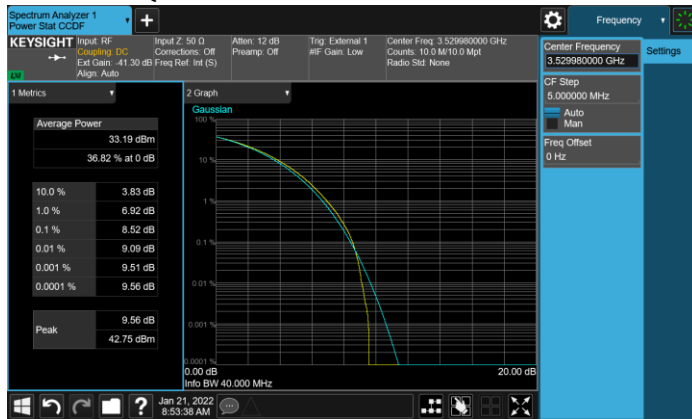 Spectrum Analyzer 1
Power Stat CCDF
+
Frequency
KEYSIGHT
Input: RF
Coupling: DC
Ext Gain: -41.30 dB
Align: Auto
Input Z: 50 Ω
Corrections: Off
Freq Ref: Int (S)
Atten: 12 dB
Preamp: Off
Trig: External 1
#IF Gain: Low
Center Freq: 3.529980000 GHz
Counts: 10.0 M/10.0 Mpt
Radio Std: None
LXI
Center Frequency
3.529980000 GHz
Settings
CF Step
5.000000 MHz
Auto
Man
Freq Offset
0 Hz
1 Metrics
Average Power
33.19 dBm
36.82 % at 0 dB
10.0 % 3.83 dB
1.0 % 6.92 dB
0.1 % 8.52 dB
0.01 % 9.09 dB
0.001 % 9.51 dB
0.0001 % 9.56 dB
Peak
9.56 dB
42.75 dBm
2 Graph
Gaussian
100 %
10 %
1 %
0.1 %
0.01 %
0.001 %
0.0001 %
0.00 dB 20.00 dB
Info BW 40.000 MHz
?
Jan 21, 2022
8:53:38 AM